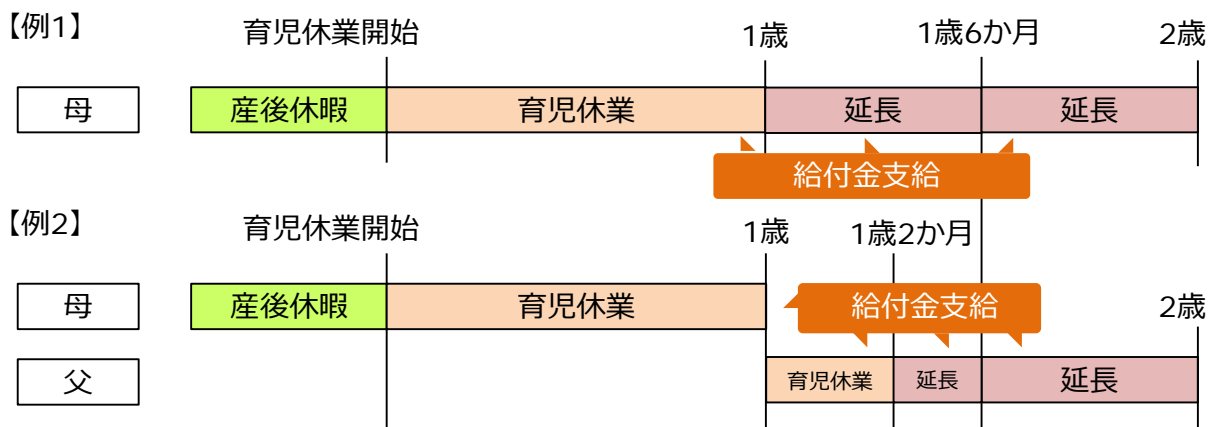 【例1】
育児休業開始
1歳
1歳6か月
2歳
母
産後休暇
育児休業
延長
延長
給付金支給
【例2】
育児休業開始
1歳
1歳2か月
母
産後休暇
育児休業
給付金支給
2歳
父
育児休業
延長
延長